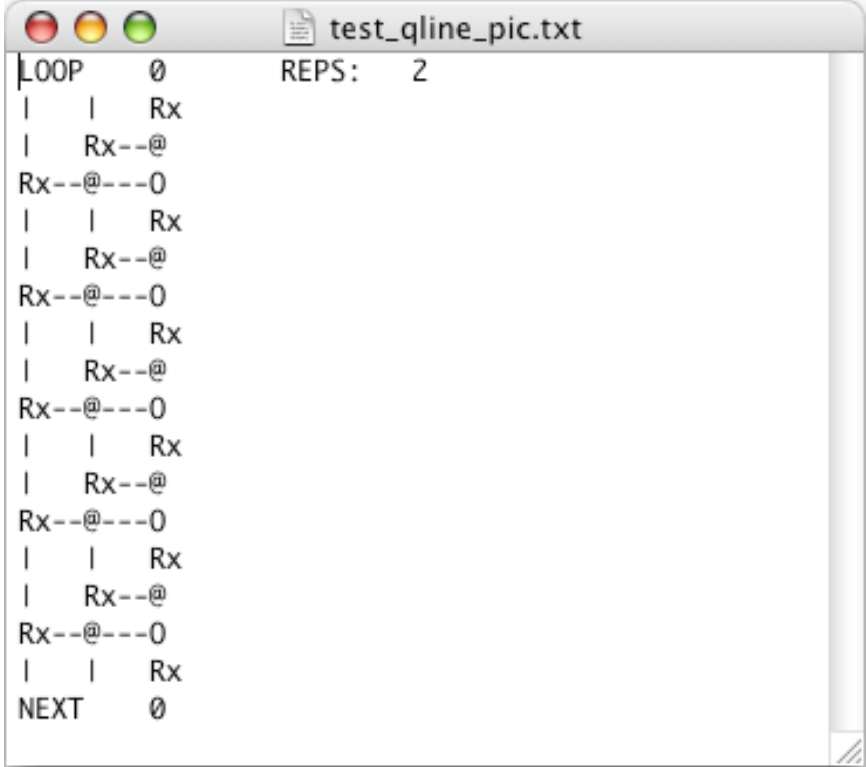 test_qline_pic.txt
LOOP    0       REPS:   2
|   |   Rx
|   Rx--@
Rx--@---O
|   |   Rx
|   Rx--@
Rx--@---O
|   |   Rx
|   Rx--@
Rx--@---O
|   |   Rx
|   Rx--@
Rx--@---O
|   |   Rx
|   Rx--@
Rx--@---O
|   |   Rx
NEXT    0